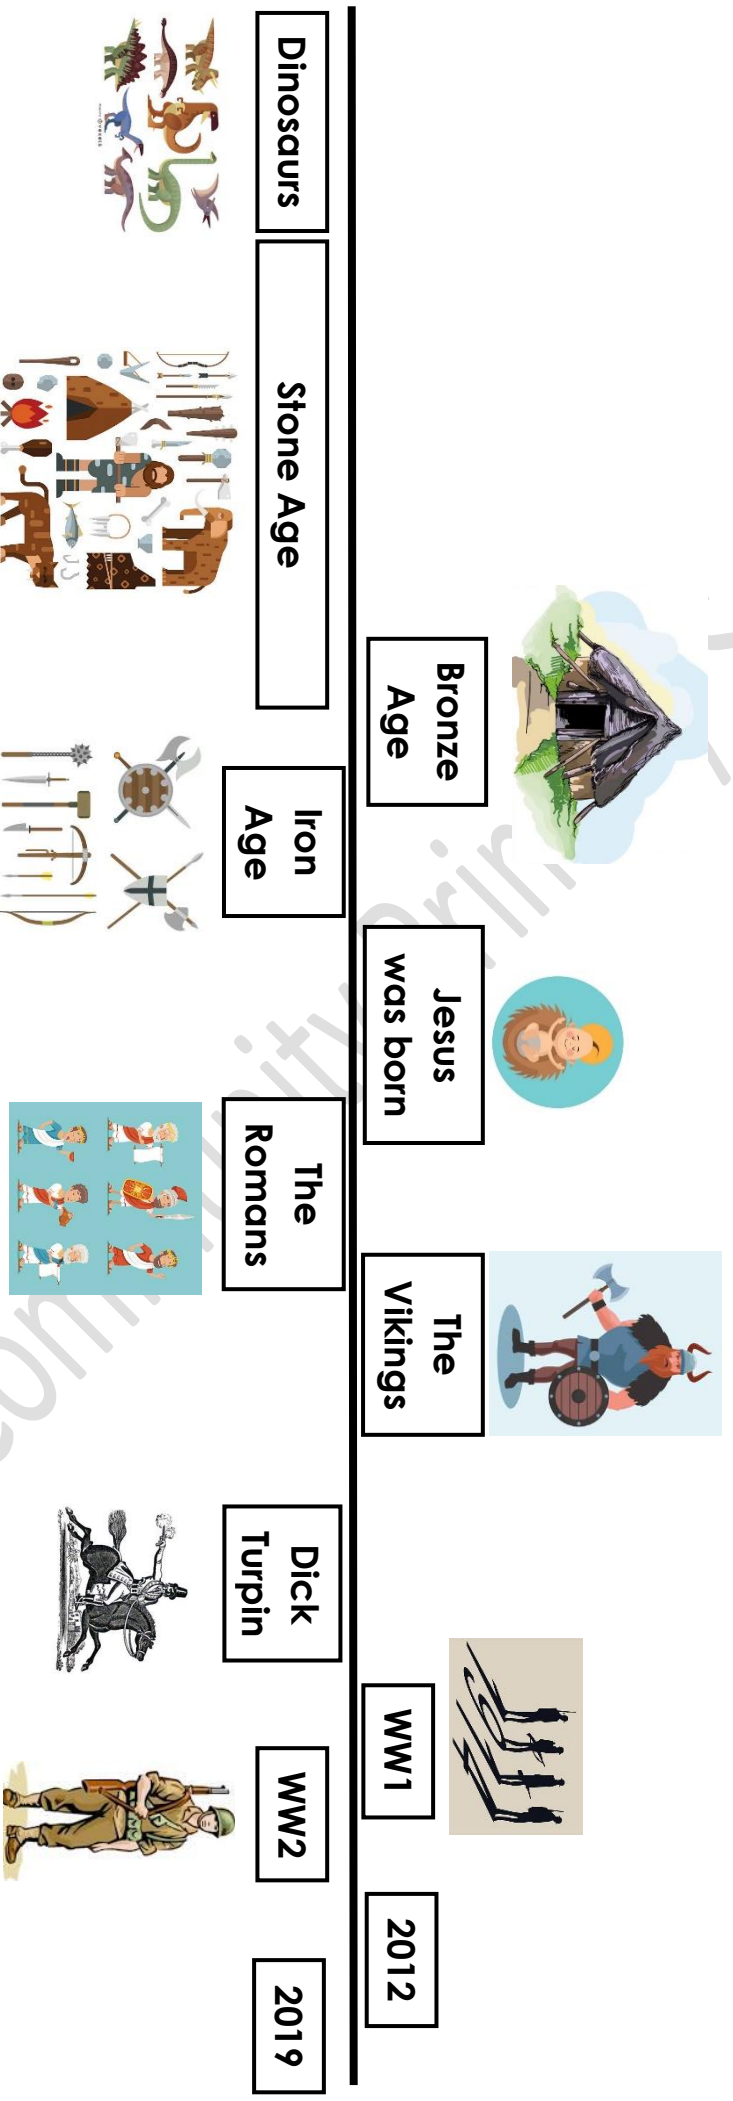 Dinosaurs
Stone Age
Bronze
Age
Iron
Age
Jesus
was born
The
Romans
The
Vikings
Dick
Turpin
WW1
WW2
2012
2019